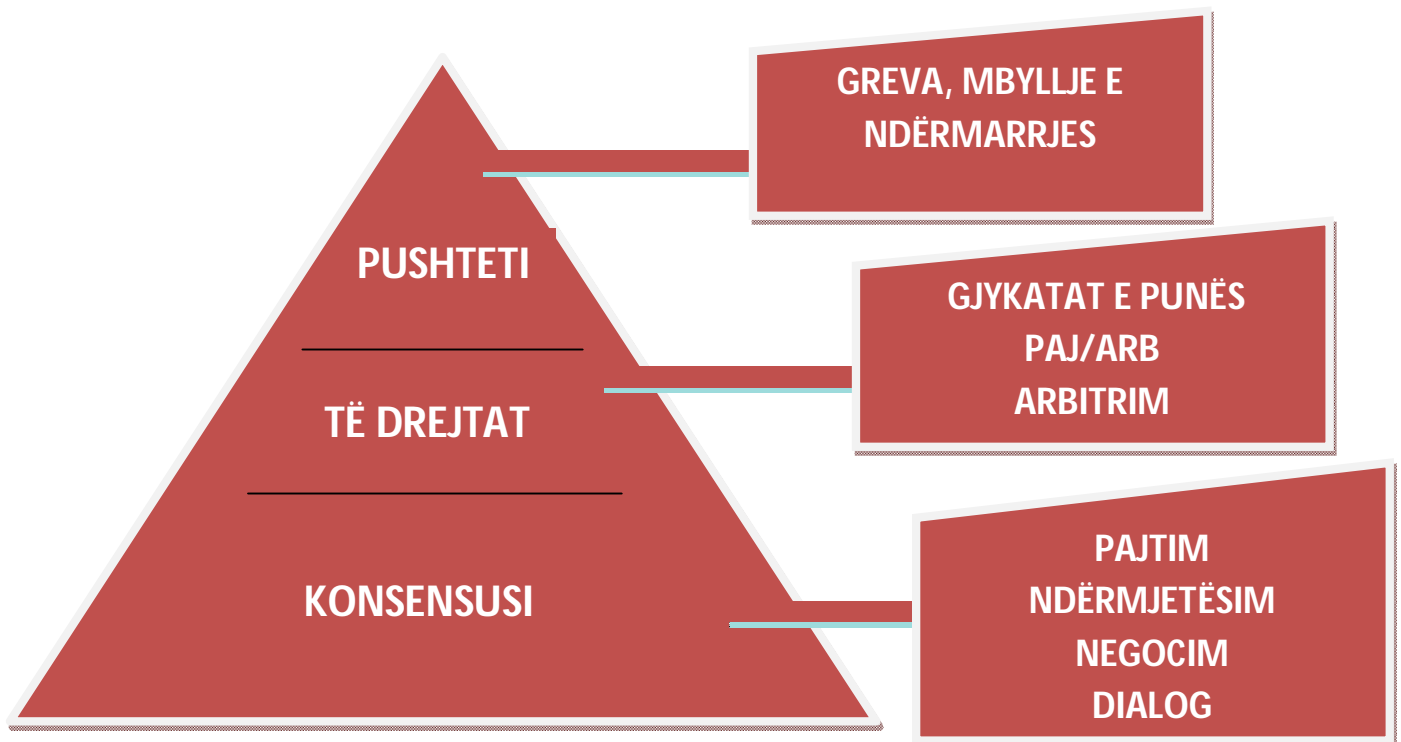 GREVA, MBYLLJE E
NDËRMARRJES
PUSHTETI
GJYKATAT E PUNËS
PAJ/ARB
ARBITRIM
TË DREJTAT
PAJTIM
NDËRMJETËSIM
NEGOCIM
DIALOG
KONSENSUSI